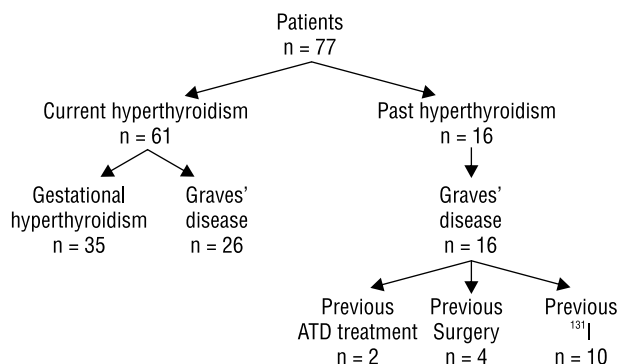 Patients
n = 77
Current hyperthyroidism
n = 61
Past hyperthyroidism
n = 16
Gestational
hyperthyroidism
n = 35
Graves’
disease
n = 26
Graves’
disease
n = 16
Previous
ATD treatment
n = 2
Previous
Surgery
n = 4
Previous
¹³¹I
n = 10